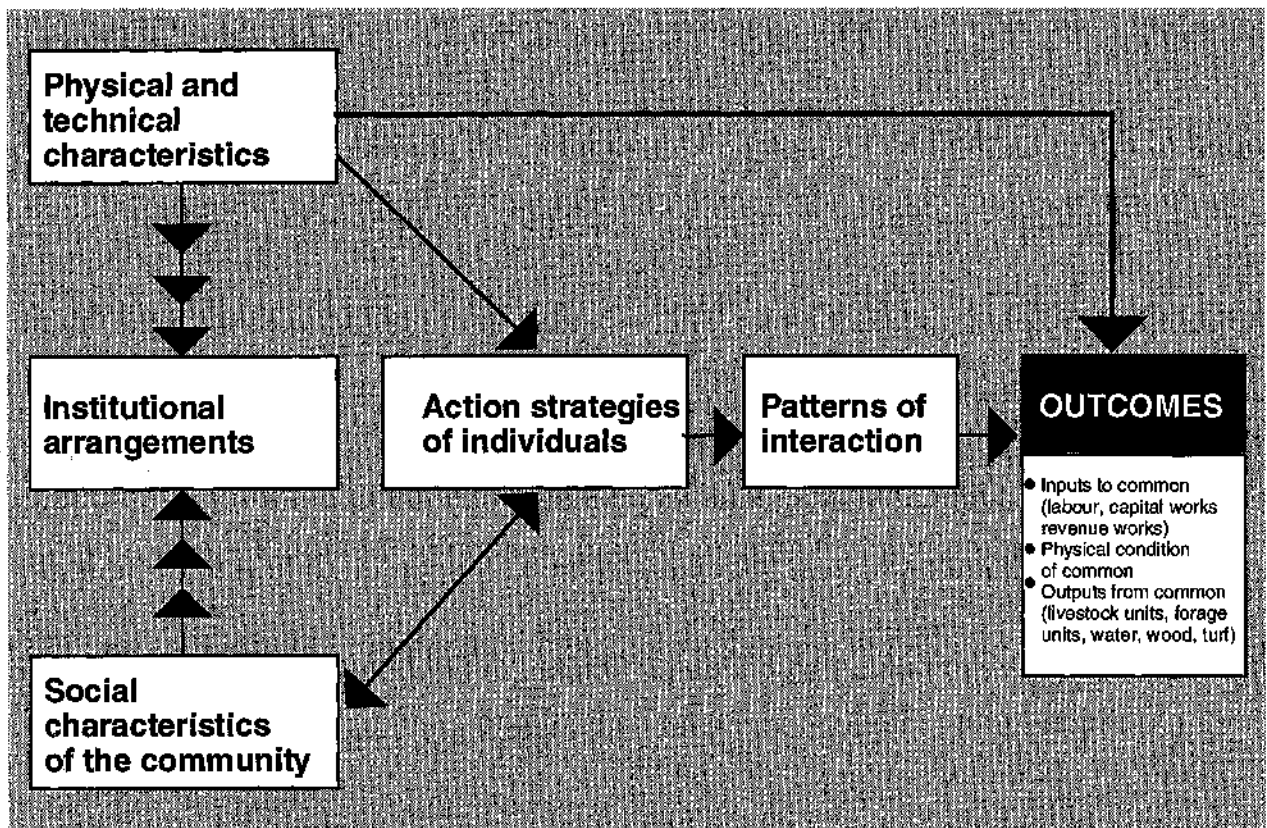 Physical and
technical
characteristics
Institutional
arrangements
Action strategies
of individuals
Patterns of
interaction
OUTCOMES
● Inputs to common
(labour, capital works
revenue works)
● Physical condition
of common
● Outputs from common
(livestock units, forage
units, water, wood, turf)
Social
characteristics
of the community